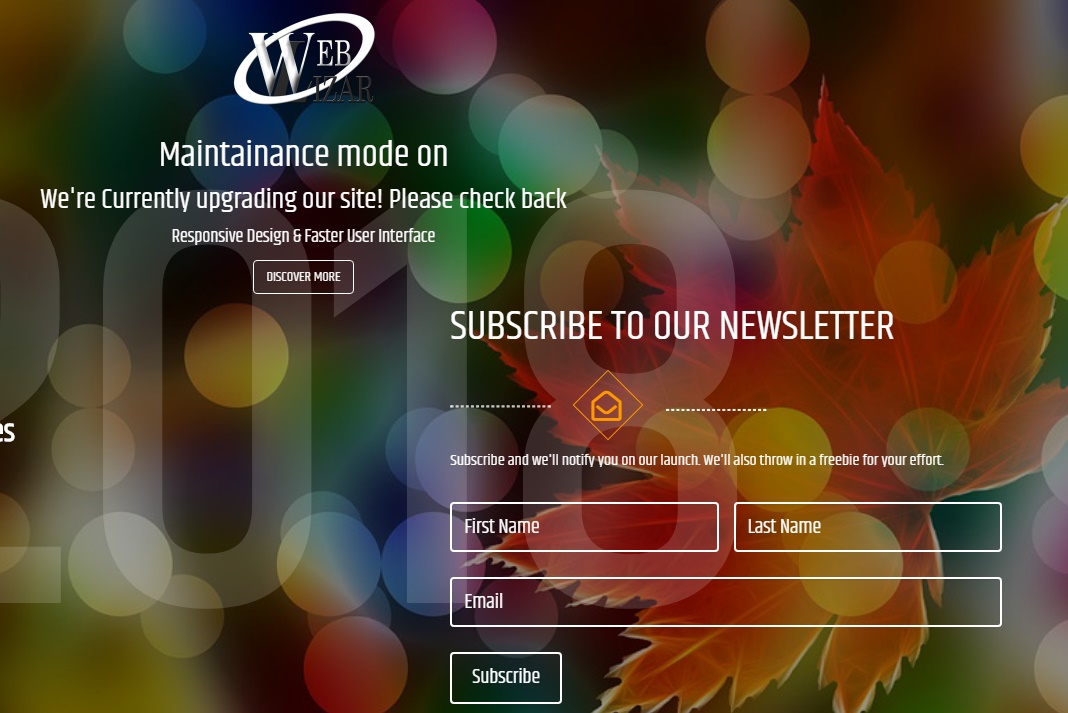 WEB
WIZAR
Maintainance mode on
We're Currently upgrading our site! Please check back
Responsive Design & Faster User Interface
DISCOVER MORE
2018
SUBSCRIBE TO OUR NEWSLETTER
es
Subscribe and we'll notify you on our launch. We'll also throw in a freebie for your effort.
First Name Last Name
Email
Subscribe